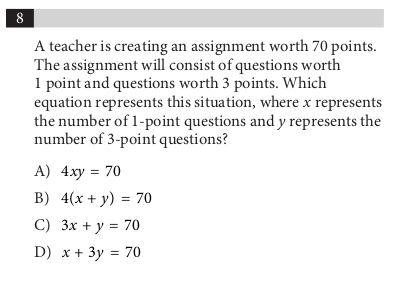 8
A teacher is creating an assignment worth 70 points.
The assignment will consist of questions worth
1 point and questions worth 3 points. Which
equation represents this situation, where x represents
the number of 1-point questions and y represents the
number of 3-point questions?
A) 4xy = 70
B) 4(x + y) = 70
C) 3x + y = 70
D) x + 3y = 70